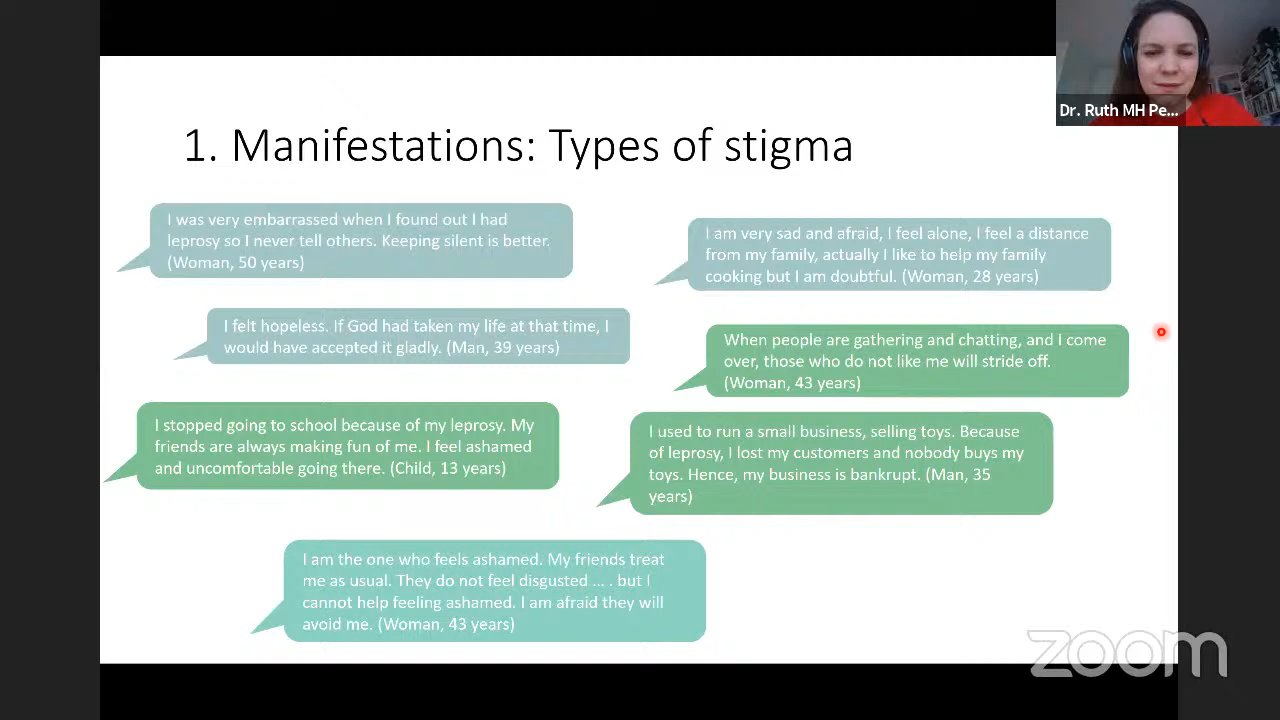 Dr. Ruth MH Pe...
1. Manifestations: Types of stigma
I was very embarrassed when I found out I had
leprosy so I never tell others. Keeping silent is better.
(Woman, 50 years)
I am very sad and afraid, I feel alone, I feel a distance
from my family, actually I like to help my family
cooking but I am doubtful. (Woman, 28 years)
I felt hopeless. If God had taken my life at that time, I
would have accepted it gladly. (Man, 39 years)
When people are gathering and chatting, and I come
over, those who do not like me will stride off.
(Woman, 43 years)
I stopped going to school because of my leprosy. My
friends are always making fun of me. I feel ashamed
and uncomfortable going there. (Child, 13 years)
I used to run a small business, selling toys. Because
of leprosy, I lost my customers and nobody buys my
toys. Hence, my business is bankrupt. (Man, 35
years)
I am the one who feels ashamed. My friends treat
me as usual. They do not feel disgusted ... . but I
cannot help feeling ashamed. I am afraid they will
avoid me. (Woman, 43 years)
zoom